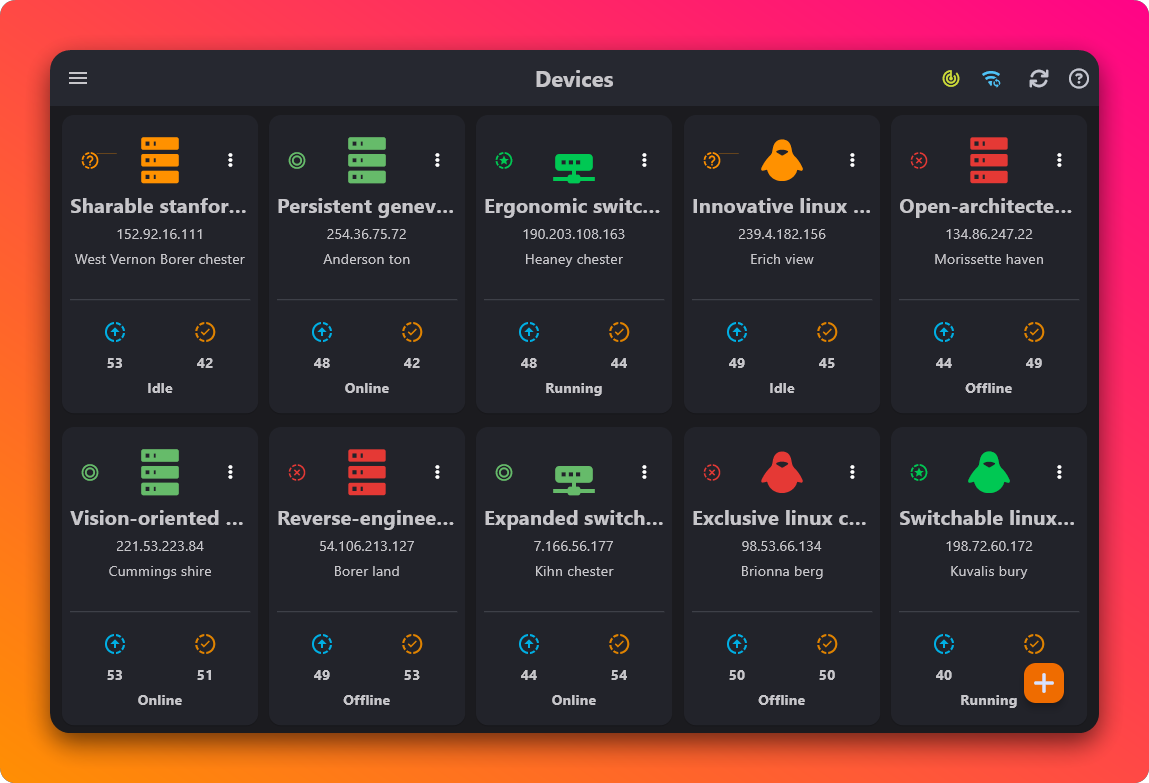 Devices
Sharable stanfor...
152.92.16.111
West Vernon Borer chester
53 42
Idle
Persistent genev...
254.36.75.72
Anderson ton
48 42
Online
Ergonomic switc...
190.203.108.163
Heaney chester
48 44
Running
Innovative linux ...
239.4.182.156
Erich view
49 45
Idle
Open-architecte...
134.86.247.22
Morissette haven
44 49
Offline
Vision-oriented ...
221.53.223.84
Cummings shire
53 51
Online
Reverse-enginee...
54.106.213.127
Borer land
49 53
Offline
Expanded switch...
7.166.56.177
Kihn chester
44 54
Online
Exclusive linux c...
98.53.66.134
Brionna berg
50 50
Offline
Switchable linux...
198.72.60.172
Kuvalis bury
40
Running